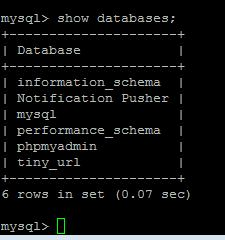 mysql> show databases;
+--------------------+
| Database           |
+--------------------+
| information_schema |
| Notification Pusher |
| mysql              |
| performance_schema |
| phpmyadmin         |
| tiny_url           |
+--------------------+
6 rows in set (0.07 sec)
mysql>